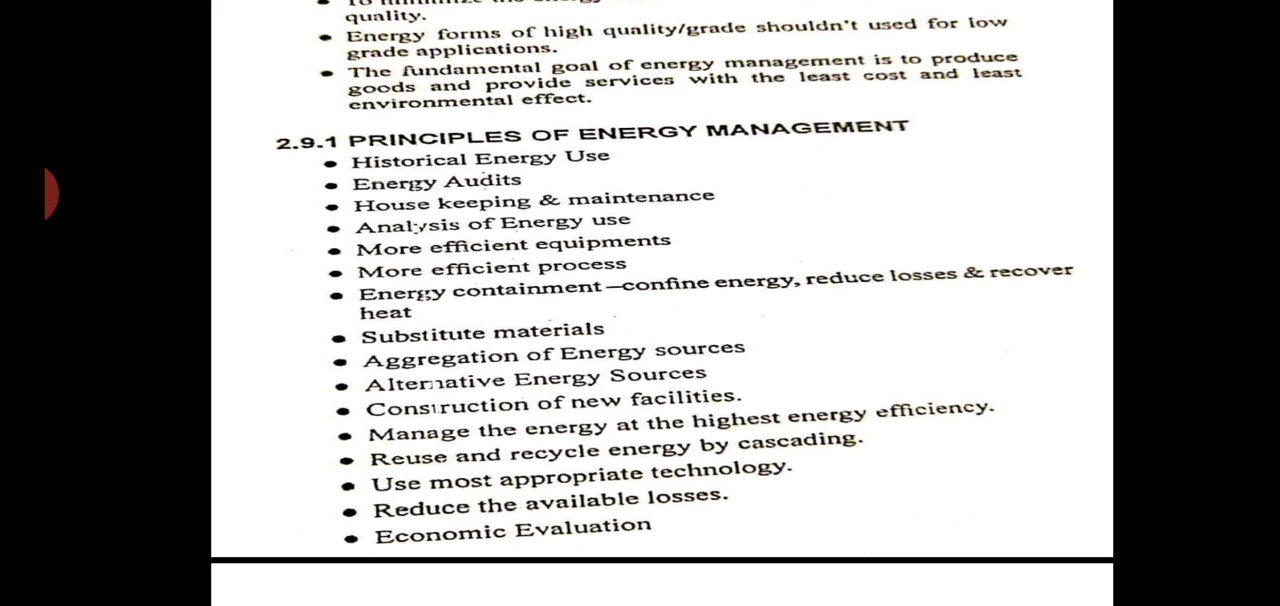 quality.
• Energy forms of high quality/grade shouldn't used for low
grade applications.
• The fundamental goal of energy management is to produce
goods and provide services with the least cost and least
environmental effect.
2.9.1 PRINCIPLES OF ENERGY MANAGEMENT
• Historical Energy Use
• Energy Audits
• House keeping & maintenance
• Analysis of Energy use
• More efficient equipments
• More efficient process
• Energy containment –confine energy, reduce losses & recover
heat
• Substitute materials
• Aggregation of Energy sources
• Alternative Energy Sources
• Construction of new facilities.
• Manage the energy at the highest energy efficiency.
• Reuse and recycle energy by cascading.
• Use most appropriate technology.
• Reduce the available losses.
• Economic Evaluation